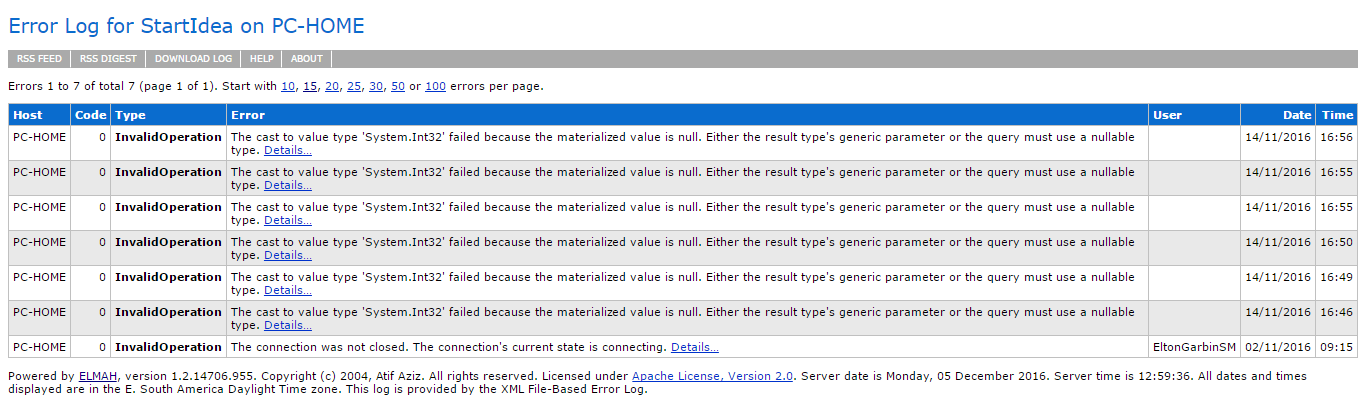 Error Log for StartIdea on PC-HOME
RSS FEED RSS DIGEST DOWNLOAD LOG HELP ABOUT
Errors 1 to 7 of total 7 (page 1 of 1). Start with 10, 15, 20, 25, 30, 50 or 100 errors per page.
Host Code Type Error User Date Time
PC-HOME 0 InvalidOperation The cast to value type 'System.Int32' failed because the materialized value is null. Either the result type's generic parameter or the query must use a nullable 14/11/2016 16:56
type. Details...
PC-HOME 0 InvalidOperation The cast to value type 'System.Int32' failed because the materialized value is null. Either the result type's generic parameter or the query must use a nullable 14/11/2016 16:55
type. Details...
PC-HOME 0 InvalidOperation The cast to value type 'System.Int32' failed because the materialized value is null. Either the result type's generic parameter or the query must use a nullable 14/11/2016 16:55
type. Details...
PC-HOME 0 InvalidOperation The cast to value type 'System.Int32' failed because the materialized value is null. Either the result type's generic parameter or the query must use a nullable 14/11/2016 16:50
type. Details...
PC-HOME 0 InvalidOperation The cast to value type 'System.Int32' failed because the materialized value is null. Either the result type's generic parameter or the query must use a nullable 14/11/2016 16:49
type. Details...
PC-HOME 0 InvalidOperation The cast to value type 'System.Int32' failed because the materialized value is null. Either the result type's generic parameter or the query must use a nullable 14/11/2016 16:46
type. Details...
PC-HOME 0 InvalidOperation The connection was not closed. The connection's current state is connecting. Details... EltonGarbinSM 02/11/2016 09:15
Powered by ELMAH, version 1.2.14706.955. Copyright (c) 2004, Atif Aziz. All rights reserved. Licensed under Apache License, Version 2.0. Server date is Monday, 05 December 2016. Server time is 12:59:36. All dates and times
displayed are in the E. South America Daylight Time zone. This log is provided by the XML File-Based Error Log.